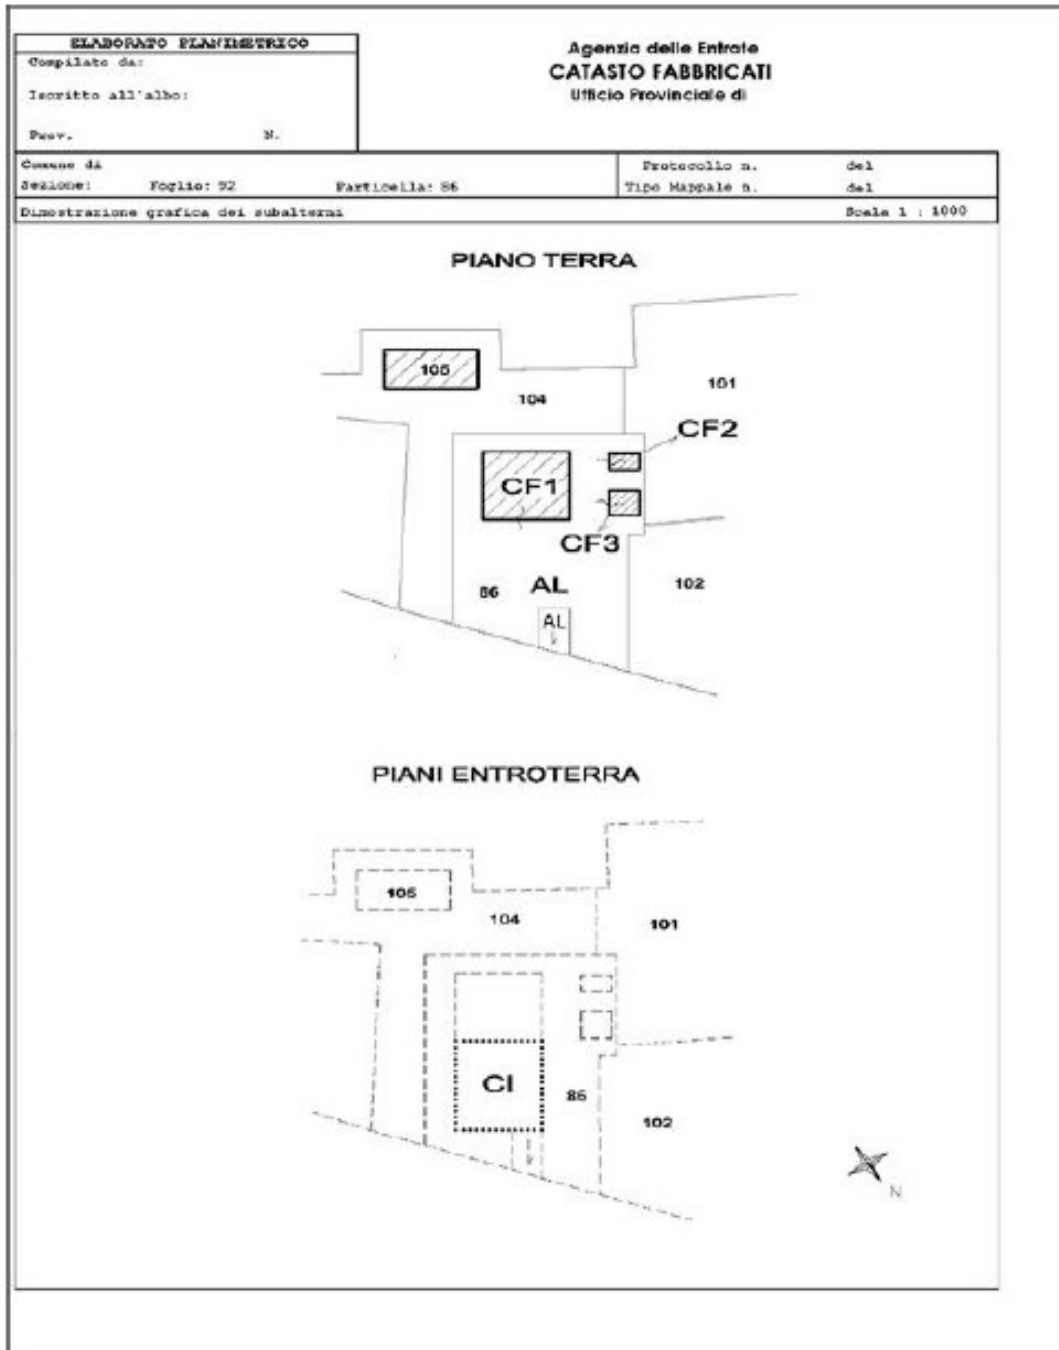 ELABORATO PLANIMETRICO
Compilato da:
Iscritto all'albo:
Prov. N.
Agenzia delle Entrate
CATASTO FABBRICATI
Ufficio Provinciale di
Comune di
Sezione: Foglio: 92 Particella: 86
Protocollo n. del
Tipo Mappale n. del
Dimostrazione grafica dei subalterni Scala 1 : 1000
PIANO TERRA
105
104
101
CF2
CF1
CF3
86
AL
102
AL
PIANI ENTROTERRA
105
104
101
CI
86
102
N